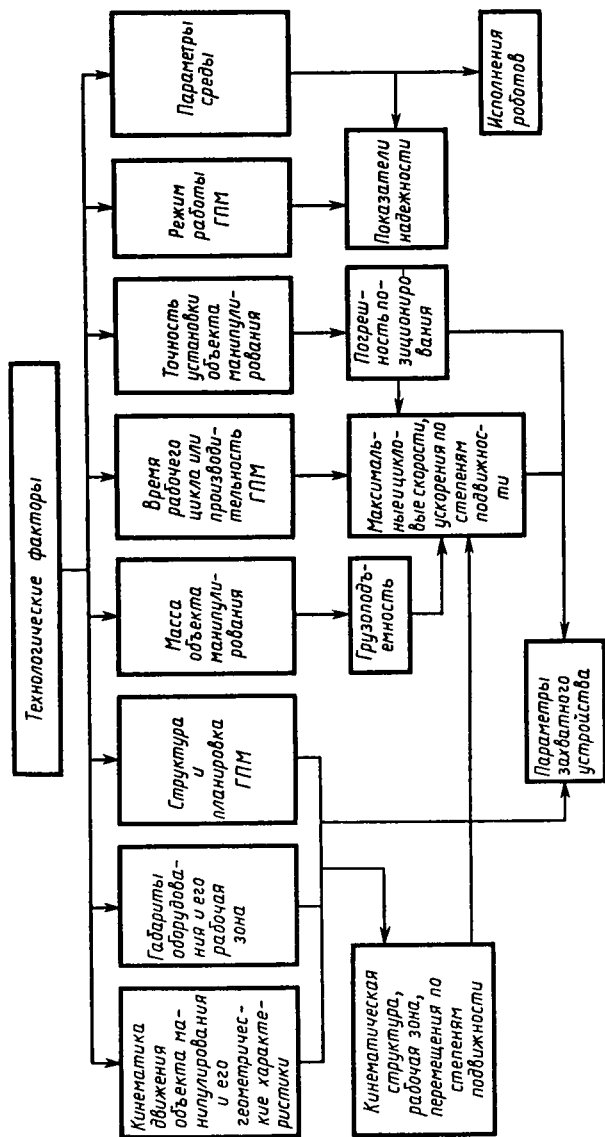 Технологические факторы
Кинематика
движения
объекта ма-
нипулирования
и его
геометричес-
кие характе-
ристики
Габариты
оборудова-
ния и его
рабочая
зона
Структура
и
планировка
ГПМ
Масса
объекта
манипули-
рования
Время
рабочего
цикла или
производи-
тельность
ГПМ
Точность
установки
объекта
манипули-
рования
Режим
работы
ГПМ
Параметры
среды
Грузоподъ-
емность
Максималь-
ные и цикло-
вые скорости,
ускорения по
степеням
подвижнос-
ти
Погреш-
ность по-
зициониро-
вания
Показатели
надежности
Кинематическая
структура,
рабочая зона,
перемещения по
степеням
подвижности
Параметры
захватного
устройства
Исполнения
роботов